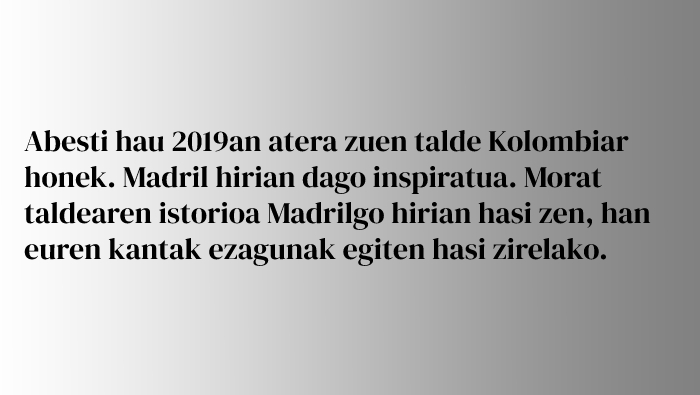 Abesti hau 2019an atera zuen talde Kolombiar
honek. Madril hirian dago inspiratua. Morat
taldearen istorioa Madrilgo hirian hasi zen, han
euren kantak ezagunak egiten hasi zirelako.